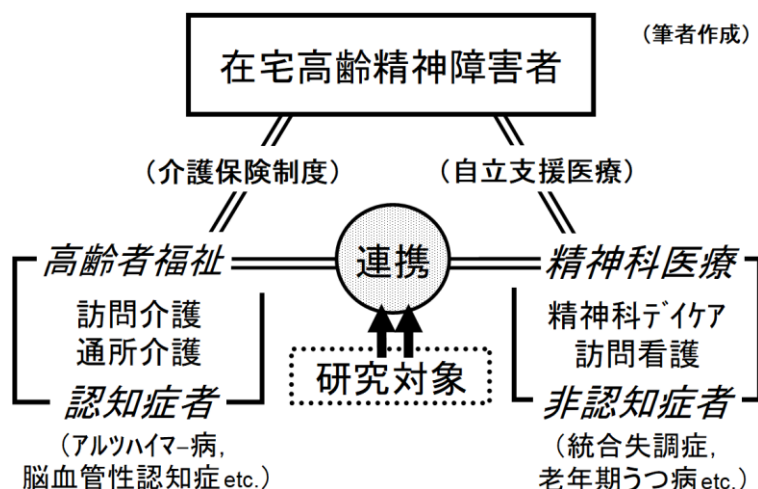 (筆者作成)
在宅高齢精神障害者
(介護保険制度)
(自立支援医療)
高齢者福祉
連携
精神科医療
訪問介護
通所介護
精神科ﾃﾞｲｹｱ
訪問看護
研究対象
認知症者
(ｱﾙﾂﾊｲﾏｰ病,
脳血管性認知症etc.)
非認知症者
(統合失調症,
老年期うつ病etc.)